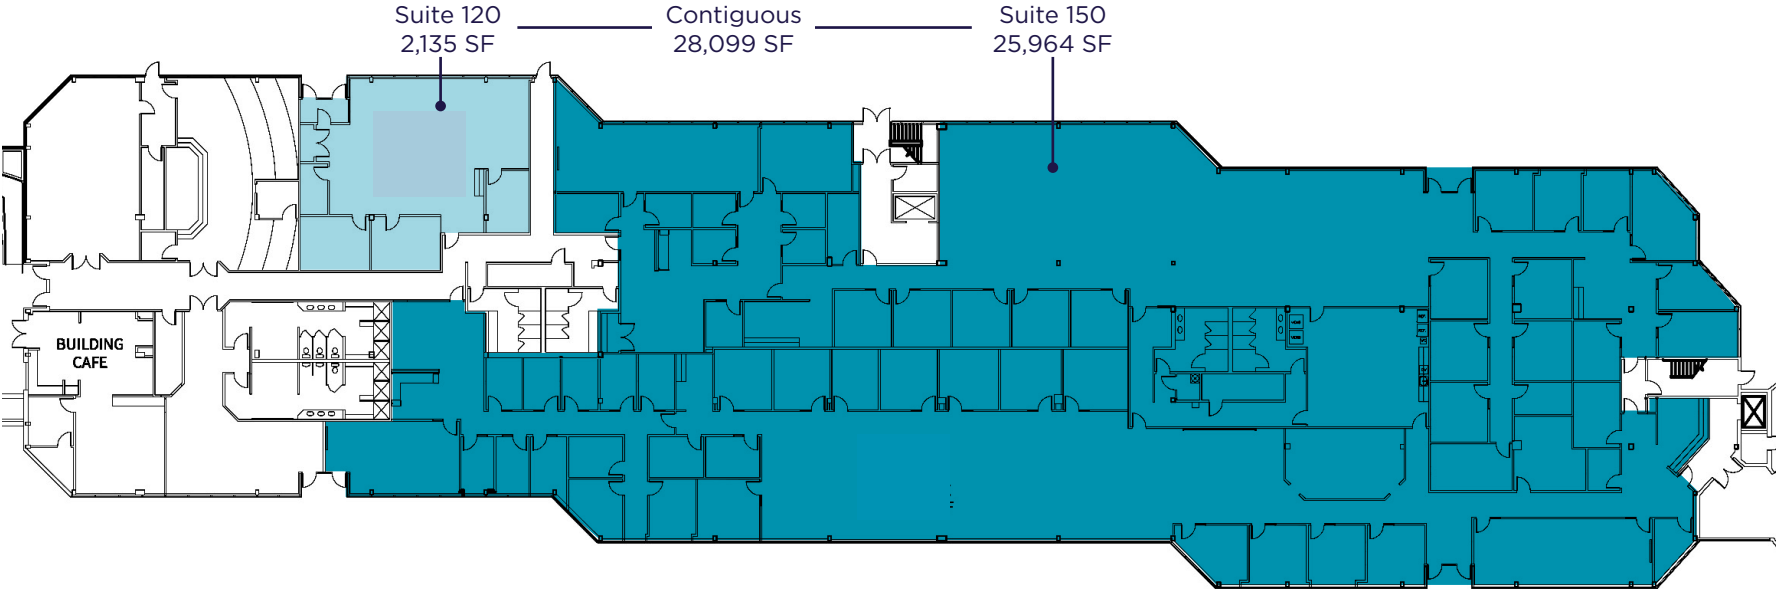 Suite 120
2,135 SF
Contiguous
28,099 SF
Suite 150
25,964 SF
BUILDING
CAFE